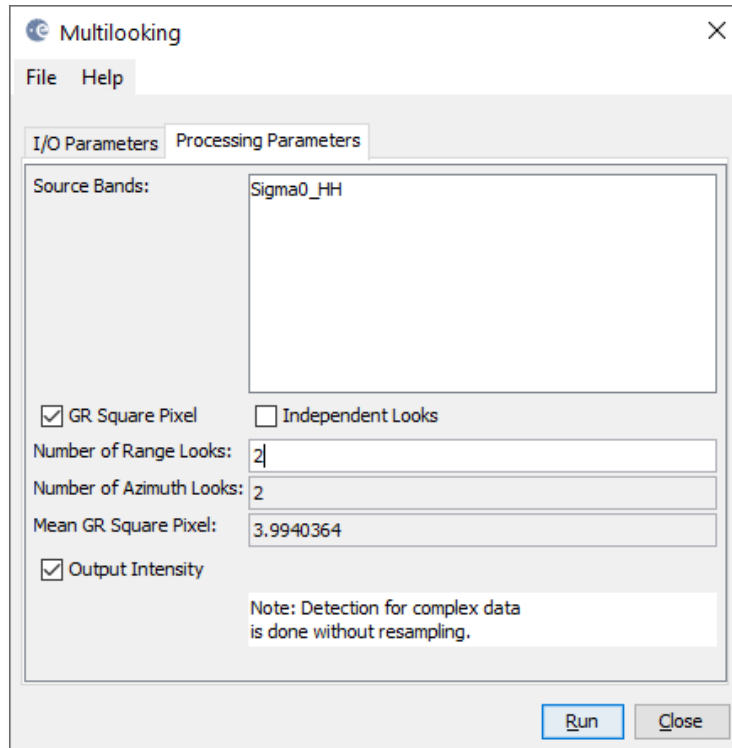 Multilooking
File Help
I/O Parameters Processing Parameters
Source Bands: Sigma0_HH
GR Square Pixel Independent Looks
Number of Range Looks: 2
Number of Azimuth Looks: 2
Mean GR Square Pixel: 3.9940364
Output Intensity
Note: Detection for complex data
is done without resampling.
Run Close